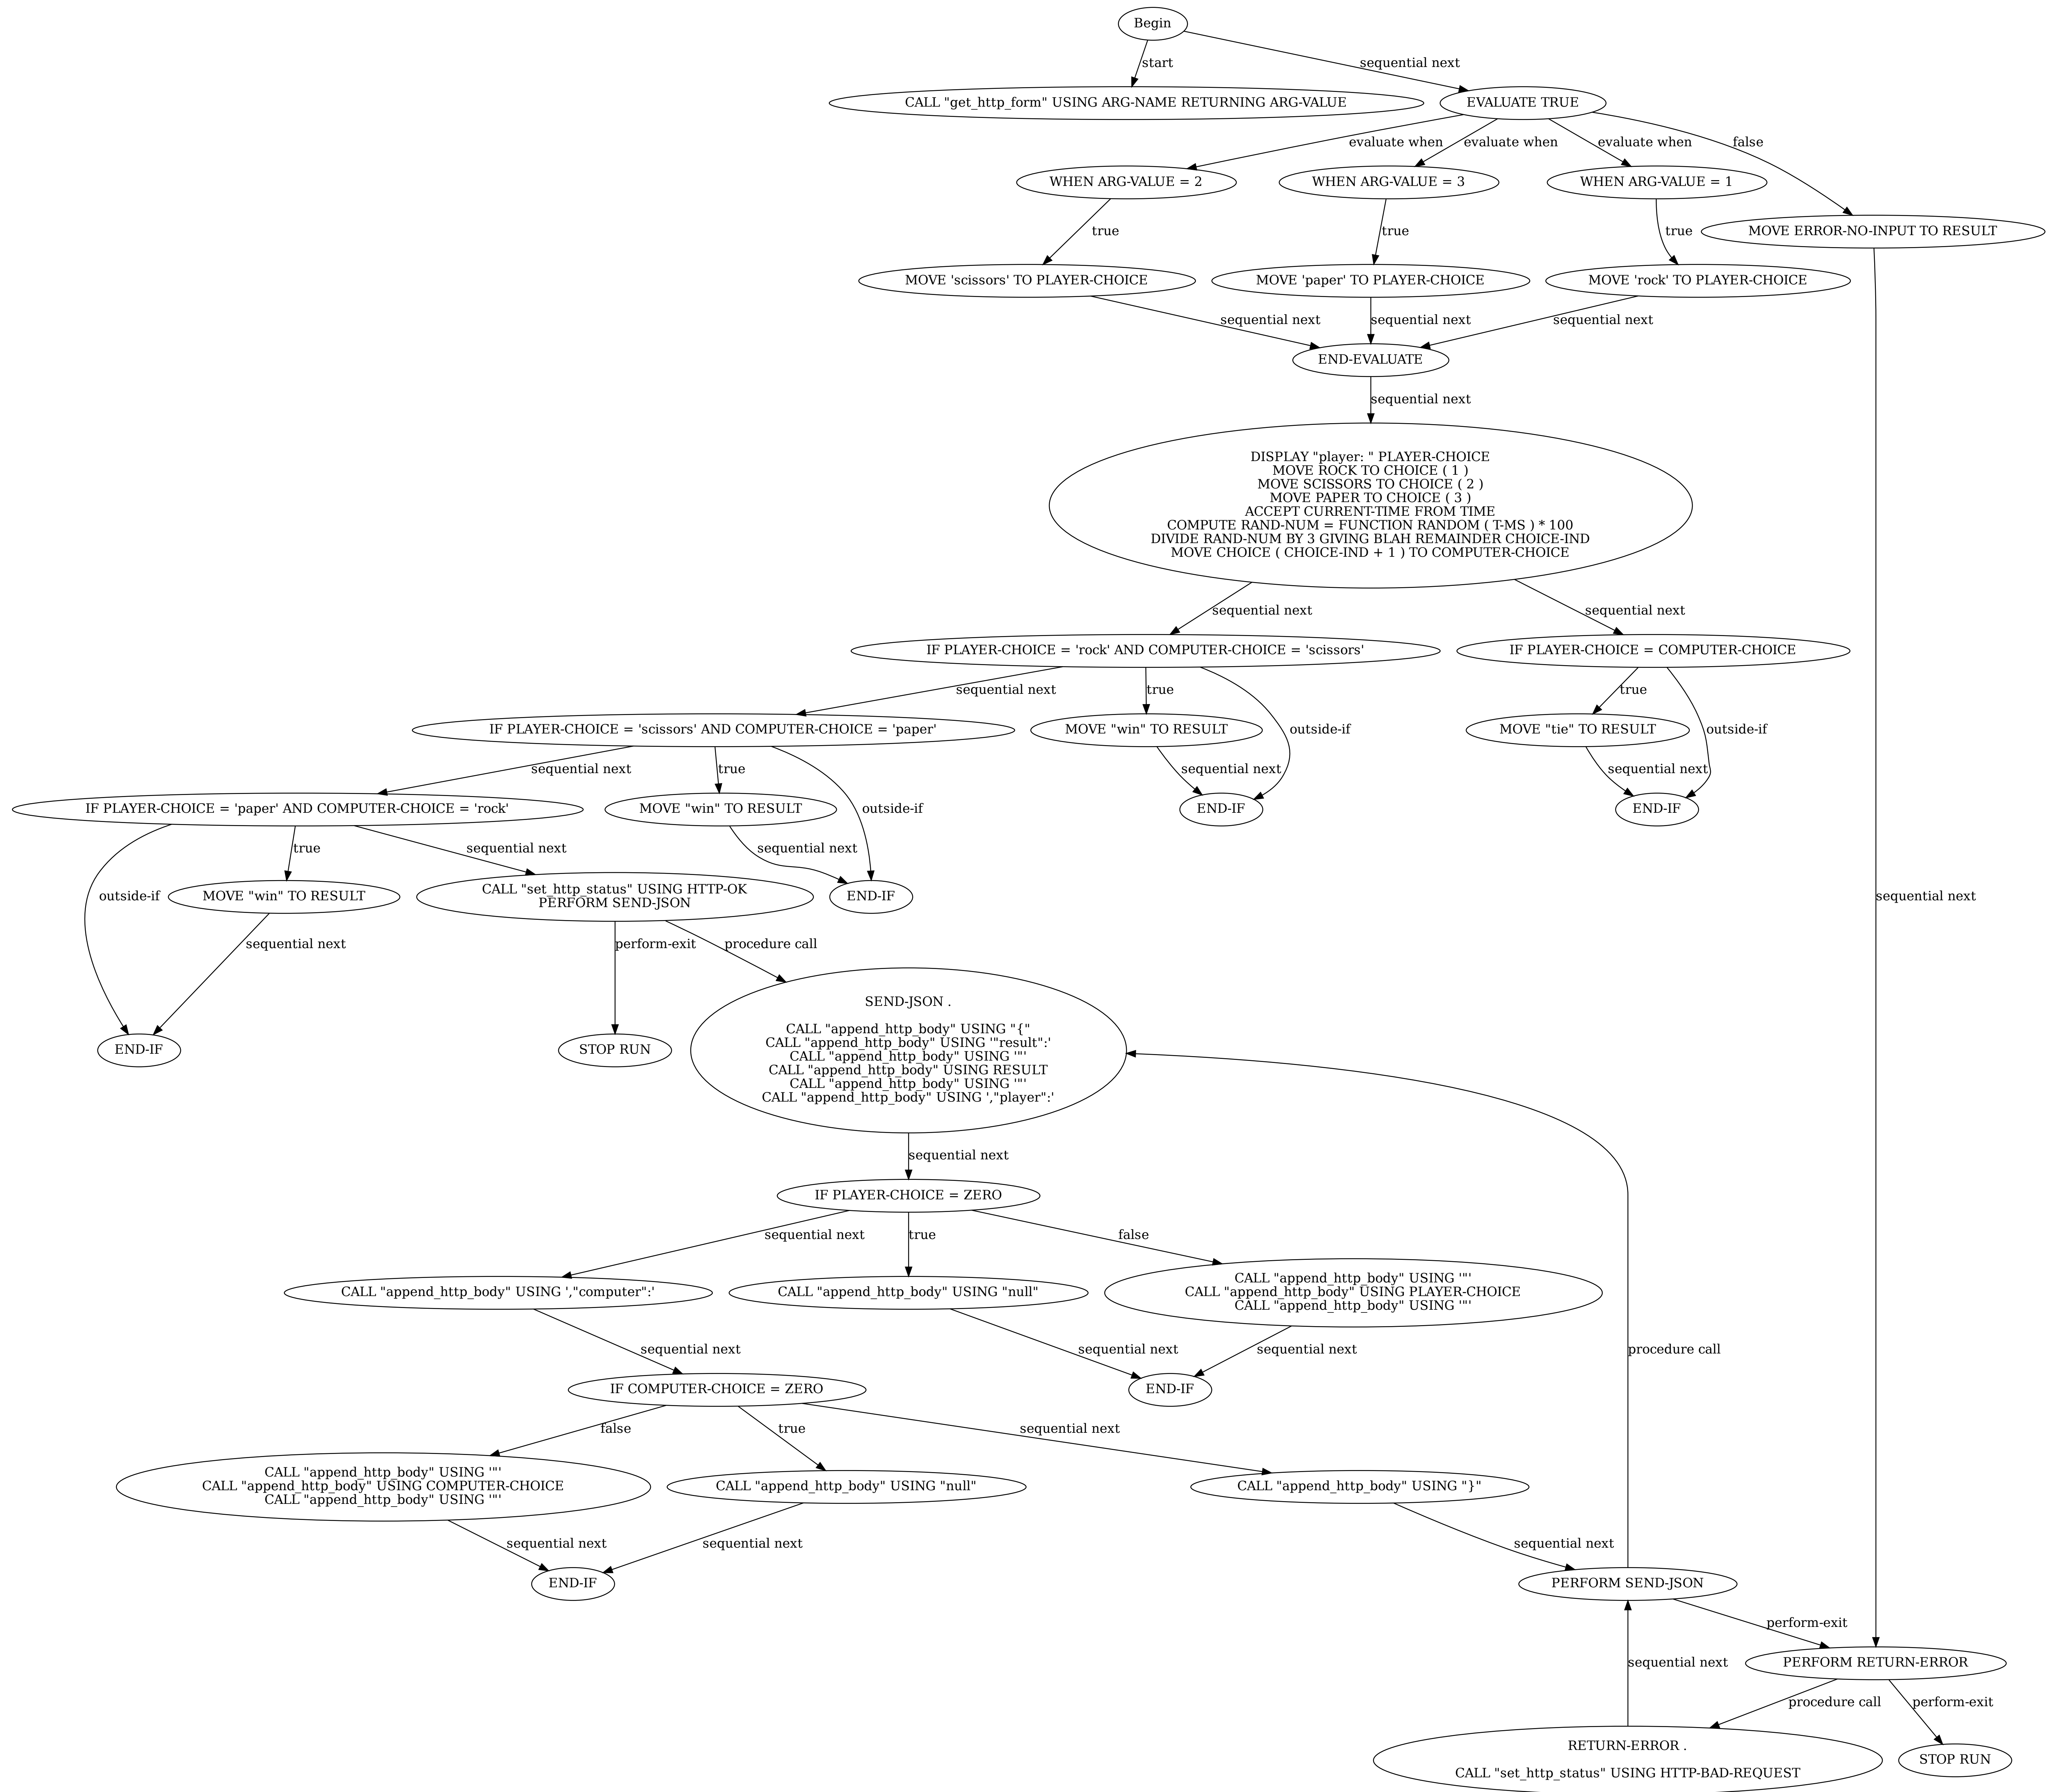 Begin
start
sequential next
CALL "get_http_form" USING ARG-NAME RETURNING ARG-VALUE
EVALUATE TRUE
evaluate when
evaluate when
evaluate when
false
WHEN ARG-VALUE = 2
WHEN ARG-VALUE = 3
WHEN ARG-VALUE = 1
true
true
true
MOVE ERROR-NO-INPUT TO RESULT
MOVE 'scissors' TO PLAYER-CHOICE
MOVE 'paper' TO PLAYER-CHOICE
MOVE 'rock' TO PLAYER-CHOICE
sequential next
sequential next
sequential next
END-EVALUATE
sequential next
DISPLAY "player: " PLAYER-CHOICE
MOVE ROCK TO CHOICE ( 1 )
MOVE SCISSORS TO CHOICE ( 2 )
MOVE PAPER TO CHOICE ( 3 )
ACCEPT CURRENT-TIME FROM TIME
COMPUTE RAND-NUM = FUNCTION RANDOM ( T-MS ) * 100
DIVIDE RAND-NUM BY 3 GIVING BLAH REMAINDER CHOICE-IND
MOVE CHOICE ( CHOICE-IND + 1 ) TO COMPUTER-CHOICE
sequential next
sequential next
IF PLAYER-CHOICE = 'rock' AND COMPUTER-CHOICE = 'scissors'
IF PLAYER-CHOICE = COMPUTER-CHOICE
sequential next
true
true
IF PLAYER-CHOICE = 'scissors' AND COMPUTER-CHOICE = 'paper'
MOVE "win" TO RESULT
outside-if
MOVE "tie" TO RESULT
outside-if
sequential next
true
sequential next
sequential next
IF PLAYER-CHOICE = 'paper' AND COMPUTER-CHOICE = 'rock'
MOVE "win" TO RESULT
outside-if
END-IF
END-IF
true
sequential next
sequential next
outside-if
MOVE "win" TO RESULT
CALL "set_http_status" USING HTTP-OK
PERFORM SEND-JSON
END-IF
sequential next
sequential next
perform-exit
procedure call
END-IF
STOP RUN
SEND-JSON .
CALL "append_http_body" USING "{"
CALL "append_http_body" USING '"result":'
CALL "append_http_body" USING '"'
CALL "append_http_body" USING RESULT
CALL "append_http_body" USING '"'
CALL "append_http_body" USING ',"player":'
sequential next
IF PLAYER-CHOICE = ZERO
sequential next
true
false
CALL "append_http_body" USING ',"computer":'
CALL "append_http_body" USING "null"
CALL "append_http_body" USING '"'
CALL "append_http_body" USING PLAYER-CHOICE
CALL "append_http_body" USING '"'
sequential next
sequential next
sequential next
procedure call
IF COMPUTER-CHOICE = ZERO
END-IF
false
true
sequential next
CALL "append_http_body" USING '"'
CALL "append_http_body" USING COMPUTER-CHOICE
CALL "append_http_body" USING '"'
CALL "append_http_body" USING "null"
CALL "append_http_body" USING "}"
sequential next
sequential next
sequential next
END-IF
PERFORM SEND-JSON
perform-exit
sequential next
PERFORM RETURN-ERROR
procedure call
perform-exit
RETURN-ERROR .
CALL "set_http_status" USING HTTP-BAD-REQUEST
STOP RUN